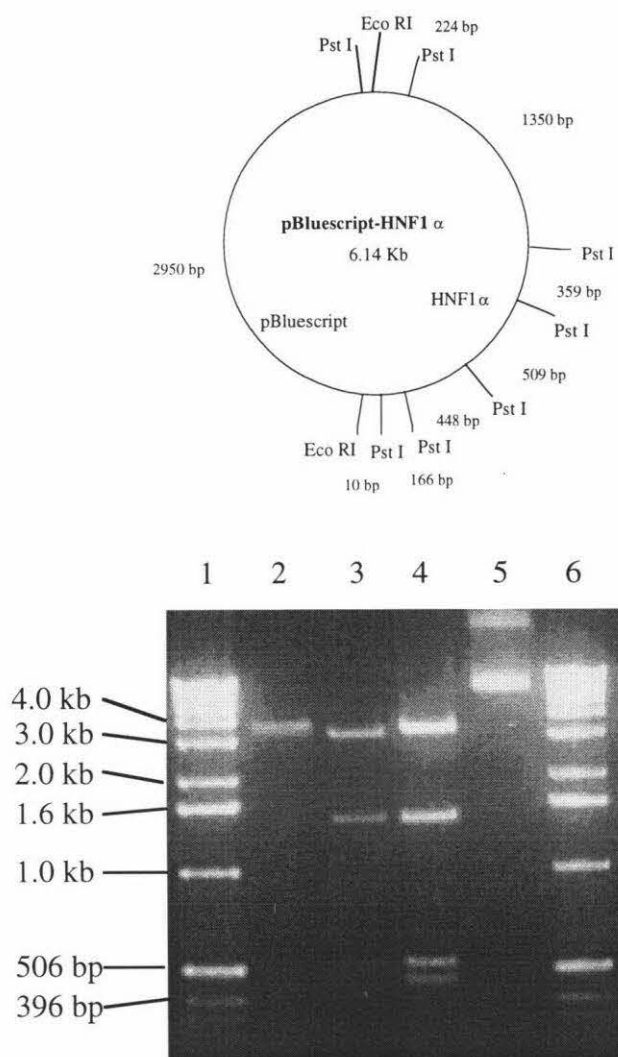 Eco RI 224 bp
Pst I Pst I
1350 bp
pBluescript-HNF1 α
6.14 Kb
2950 bp
Pst I
HNF1α 359 bp
pBluescript
Pst I
509 bp
448 bp Pst I
Eco RI Pst I Pst I
10 bp 166 bp
1 2 3 4 5 6
4.0 kb
3.0 kb
2.0 kb
1.6 kb
1.0 kb
506 bp
396 bp